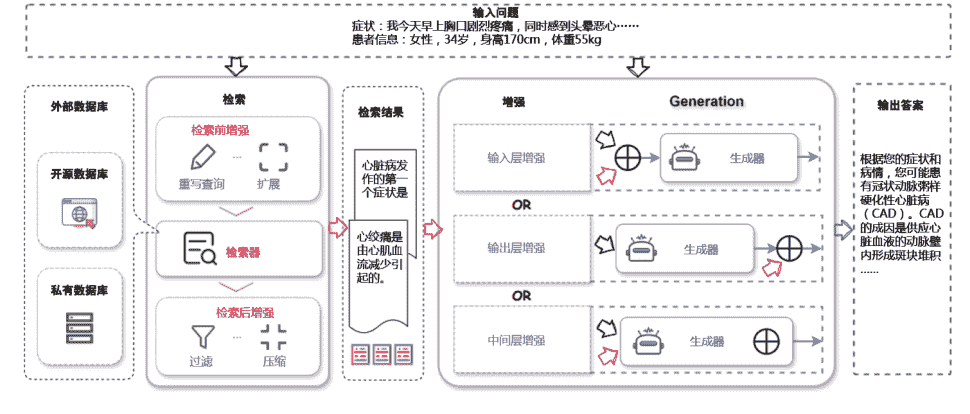 输入问题
症状：我今天早上胸口剧烈疼痛，同时感到头晕恶心……
患者信息：女性，34岁，身高170cm，体重55kg
外部数据库
开源数据库
私有数据库
检索
检索前增强
...
重写查询
扩展
检索器
检索后增强
...
过滤
压缩
检索结果
心脏病发
作的第一
个症状是
心绞痛是
由心肌血
流减少引
起的。
增强
Generation
输入层增强
生成器
OR
输出层增强
生成器
OR
中间层增强
生成器
输出答案
根据您的症状和
病情，您可能患
有冠状动脉粥样
硬化性心脏病
（CAD）。CAD
的成因是供应心
脏血液的动脉壁
内形成斑块堆积
……